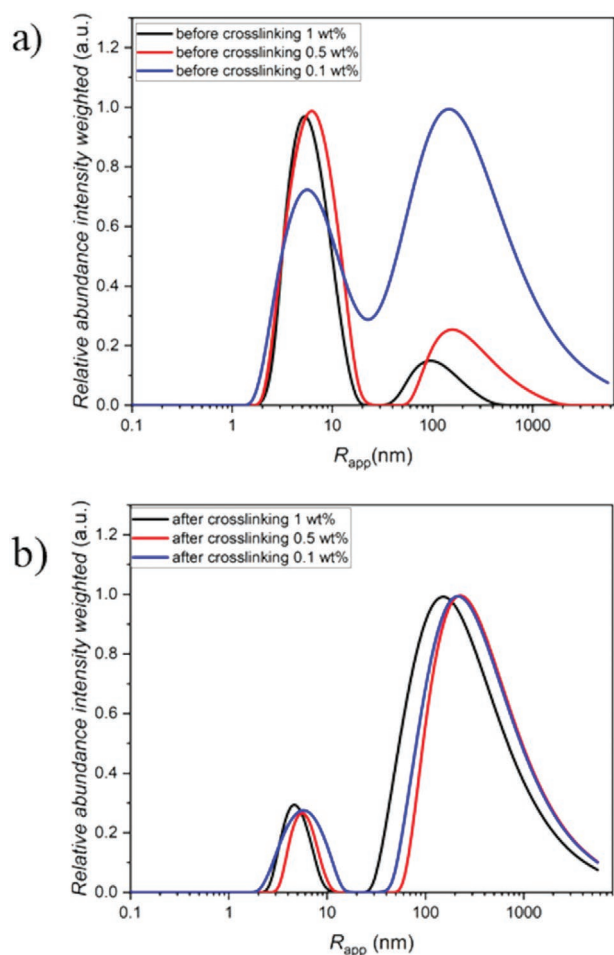 a)
before crosslinking 1 wt%
before crosslinking 0.5 wt%
before crosslinking 0.1 wt%
Relative abundance intensity weighted (a.u.)
1.2
1.0
0.8
0.6
0.4
0.2
0.0
0.1 1 10 100 1000
Rapp(nm)
b)
after crosslinking 1 wt%
after crosslinking 0.5 wt%
after crosslinking 0.1 wt%
Relative abundance intensity weighted (a.u.)
1.2
1.0
0.8
0.6
0.4
0.2
0.0
0.1 1 10 100 1000
Rapp (nm)